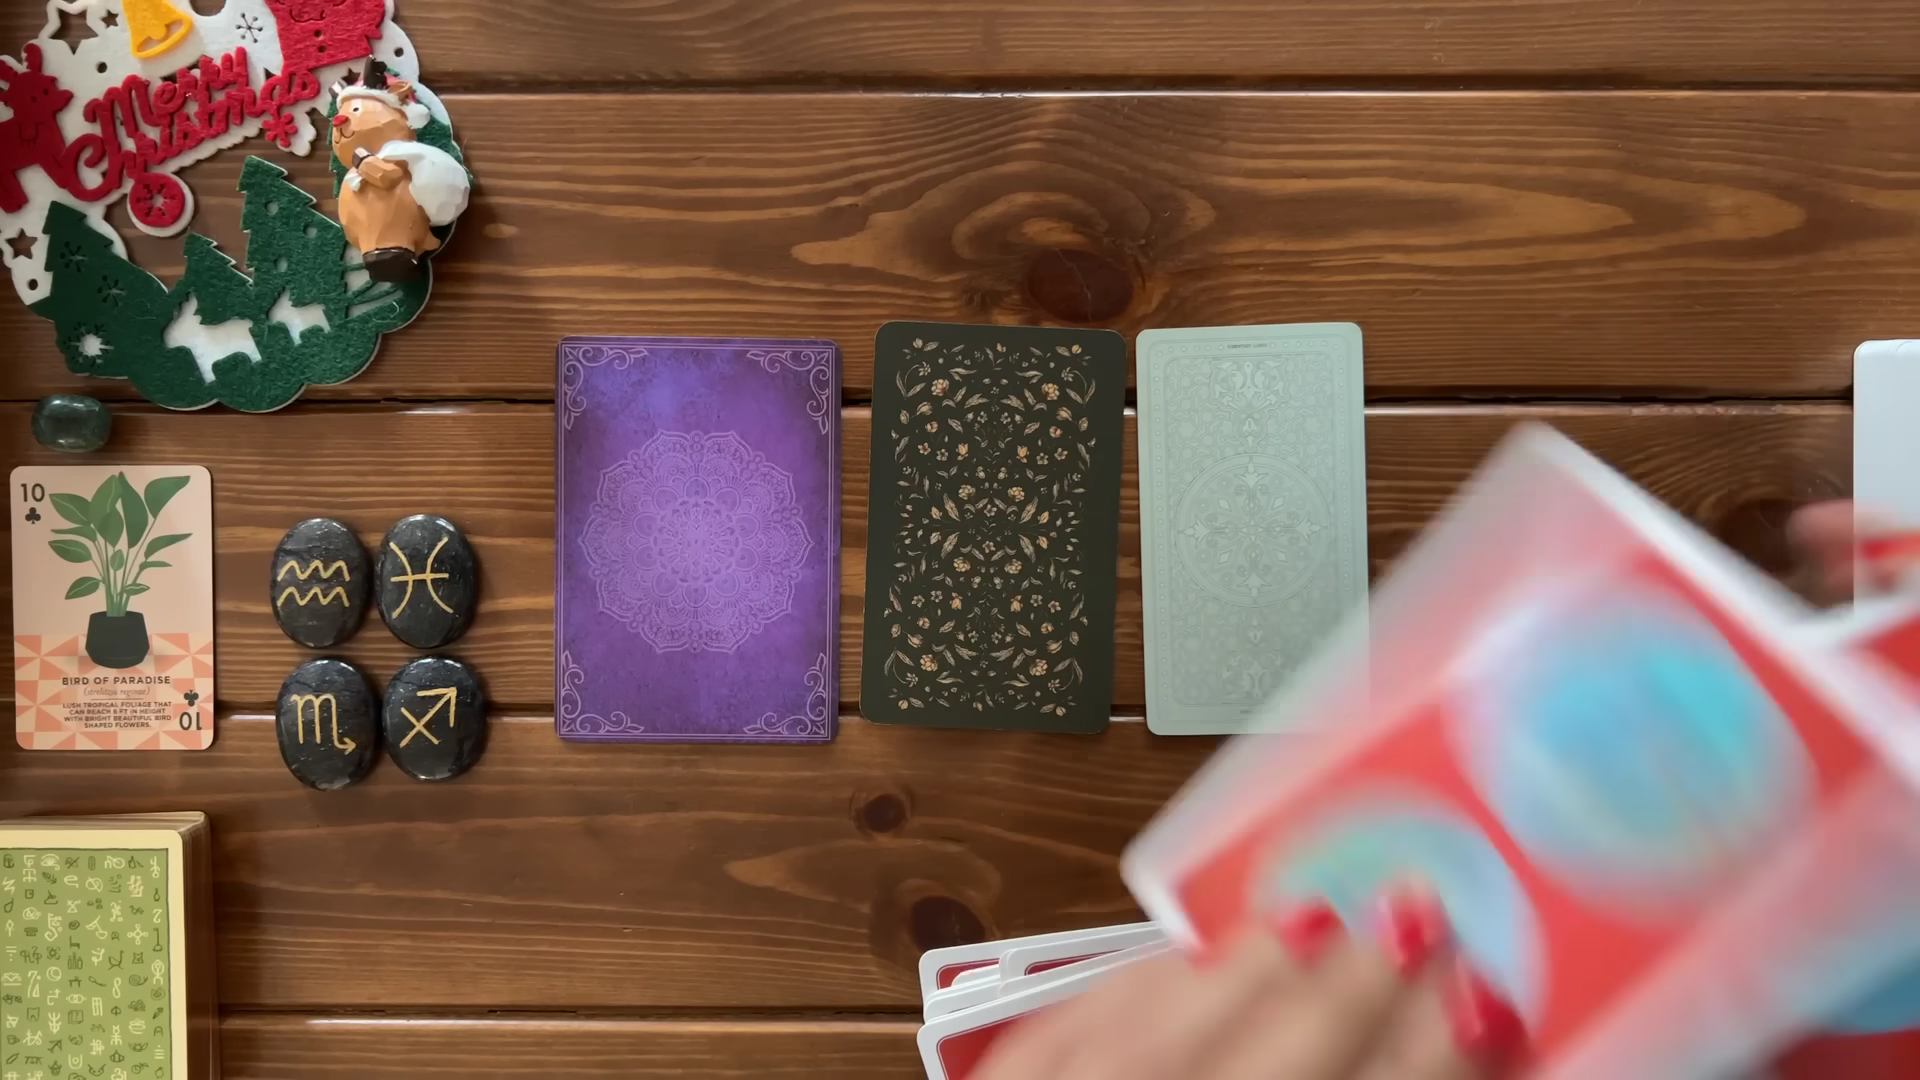 Merry
Christmas
10
BIRD OF PARADISE
(strelitzia reginae)
LUSH TROPICAL FOLIAGE THAT
CAN REACH 6 FT IN HEIGHT
WITH BRIGHT BEAUTIFUL BIRD
SHAPED FLOWERS.
10